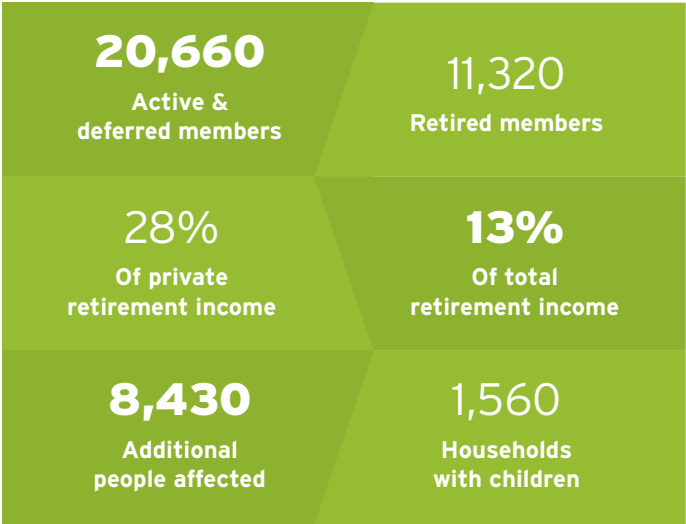 20,660
Active &
deferred members
11,320
Retired members
28%
Of private
retirement income
13%
Of total
retirement income
8,430
Additional
people affected
1,560
Households
with children